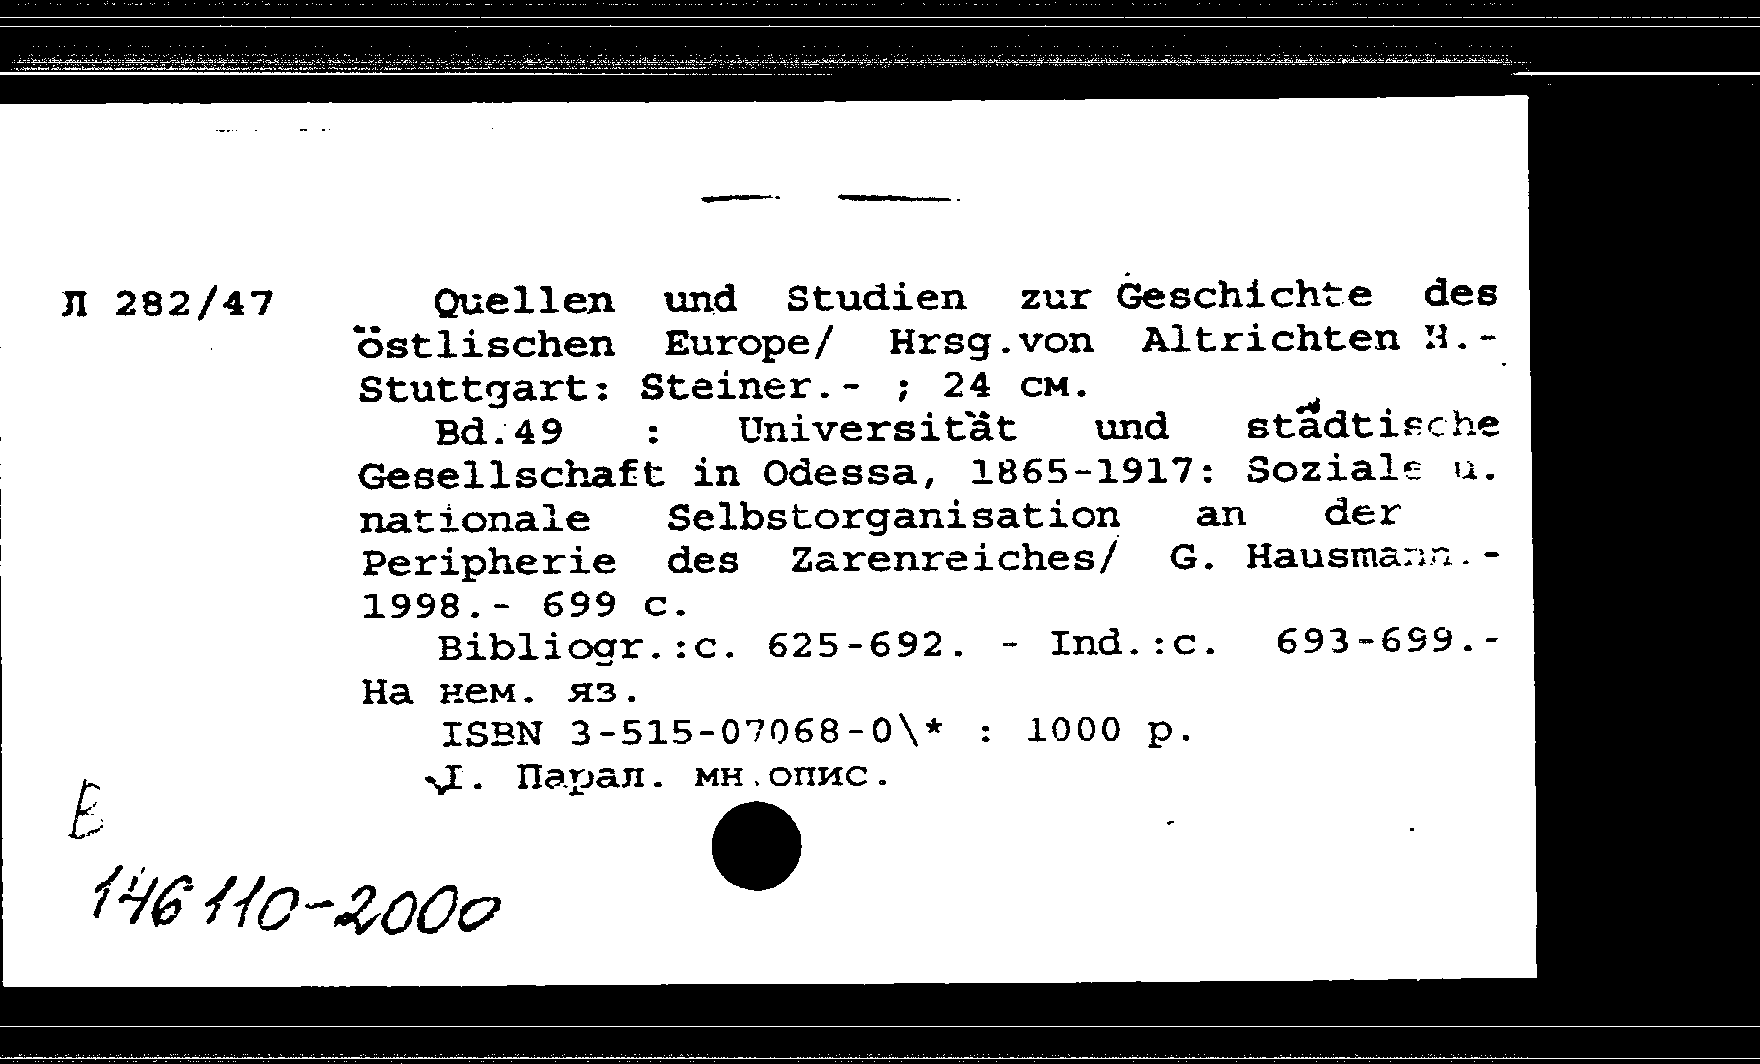 Л 282/47 Quellen und Studien zur Geschichte des
östlischen Europe/ Hrsg.von Altrichten H.-
Stuttgart: Steiner.- ; 24 см.
Bd.49 : Universität und städtische
Gesellschaft in Odessa, 1865-1917: Soziale u.
nationale Selbstorganisation an der
Peripherie des Zarenreiches/ G. Hausmann.-
1998.- 699 с.
Bibliogr.:с. 625-692. - Ind.:с. 693-699.-
На нем. яз.
ISBN 3-515-07068-0\* : 1000 р.
I. Парал. мн.опис.
Е
146110-2000